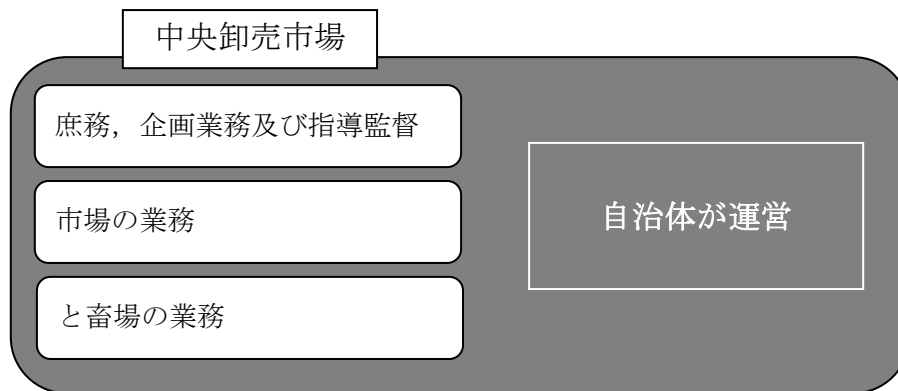 中央卸売市場
庶務，企画業務及び指導監督
市場の業務
と畜場の業務
自治体が運営